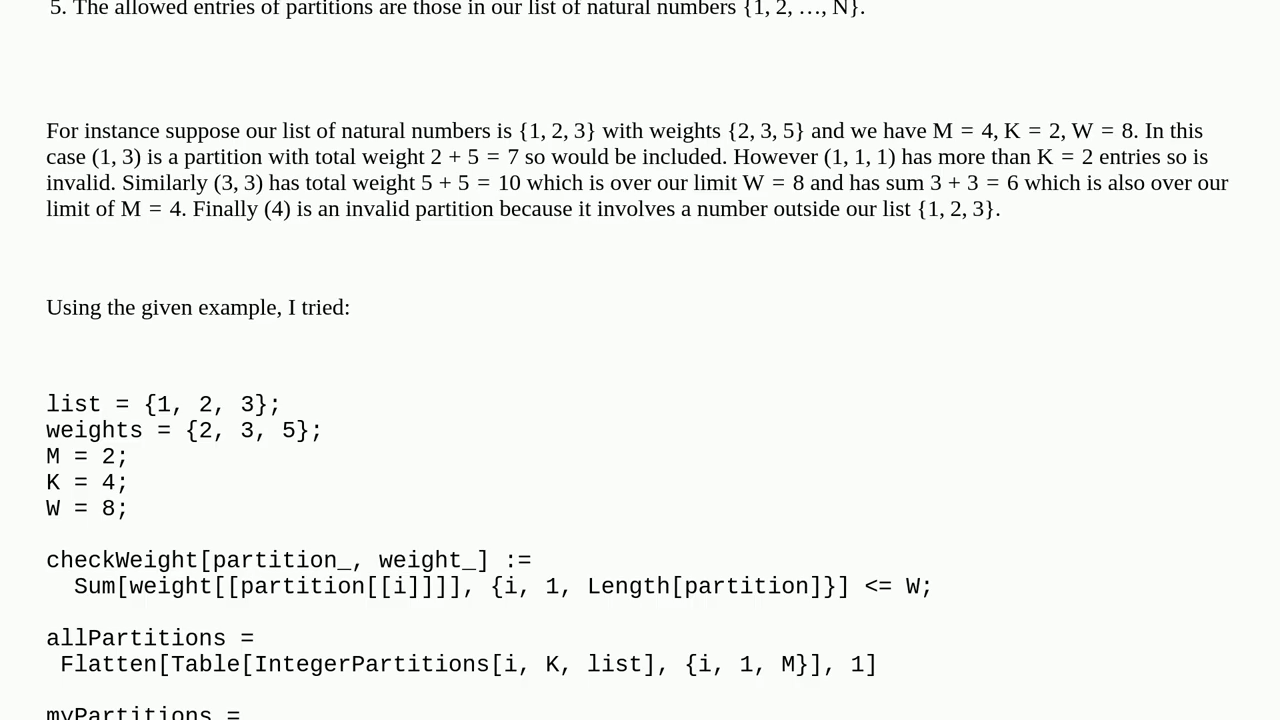 5. The allowed entries of partitions are those in our list of natural numbers {1, 2, …, N}.
For instance suppose our list of natural numbers is {1, 2, 3} with weights {2, 3, 5} and we have M = 4, K = 2, W = 8. In this
case (1, 3) is a partition with total weight 2 + 5 = 7 so would be included. However (1, 1, 1) has more than K = 2 entries so is
invalid. Similarly (3, 3) has total weight 5 + 5 = 10 which is over our limit W = 8 and has sum 3 + 3 = 6 which is also over our
limit of M = 4. Finally (4) is an invalid partition because it involves a number outside our list {1, 2, 3}.
Using the given example, I tried:
list = {1, 2, 3};
weights = {2, 3, 5};
M = 2;
K = 4;
W = 8;
checkWeight[partition_, weight_] :=
  Sum[weight[[partition[[i]]]], {i, 1, Length[partition]}] <= W;
allPartitions =
 Flatten[Table[IntegerPartitions[i, K, list], {i, 1, M}], 1]
myPartitions =